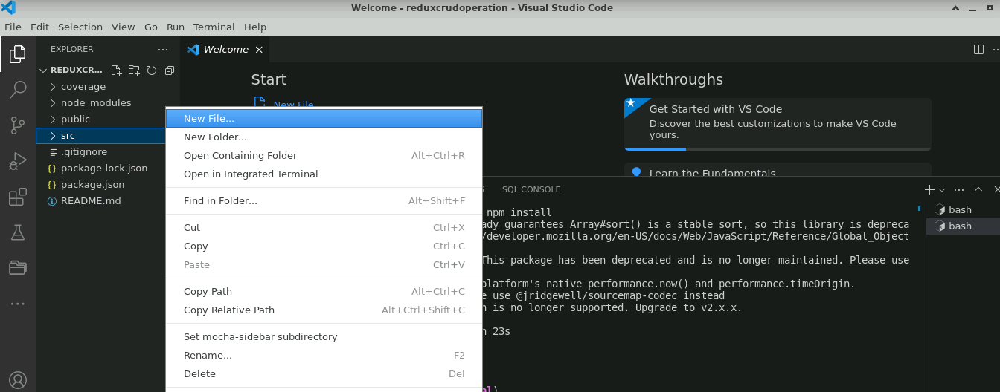 Welcome - reduxcrudoperation - Visual Studio Code
File Edit Selection View Go Run Terminal Help
EXPLORER
Welcome
REDUXCR...
coverage
node_modules
public
src
.gitignore
package-lock.json
package.json
README.md
Start
New File
Walkthroughs
Get Started with VS Code
Discover the best customizations to make VS Code
yours.
Learn the Fundamentals
New File...
New Folder...
Open Containing Folder Alt+Ctrl+R
Open in Integrated Terminal
Find in Folder... Alt+Shift+F
Cut Ctrl+X
Copy Ctrl+C
Paste Ctrl+V
Copy Path Alt+Ctrl+C
Copy Relative Path Alt+Ctrl+Shift+C
Set mocha-sidebar subdirectory
Rename... F2
Delete Del
SQL CONSOLE
npm install
ady guarantees Array#sort() is a stable sort, so this library is depreca
/developer.mozilla.org/en-US/docs/Web/JavaScript/Reference/Global_Object
This package has been deprecated and is no longer maintained. Please use
platform's native performance.now() and performance.timeOrigin.
e use @jridgewell/sourcemap-codec instead
n is no longer supported. Upgrade to v2.x.x.
n 23s
al)
bash
bash